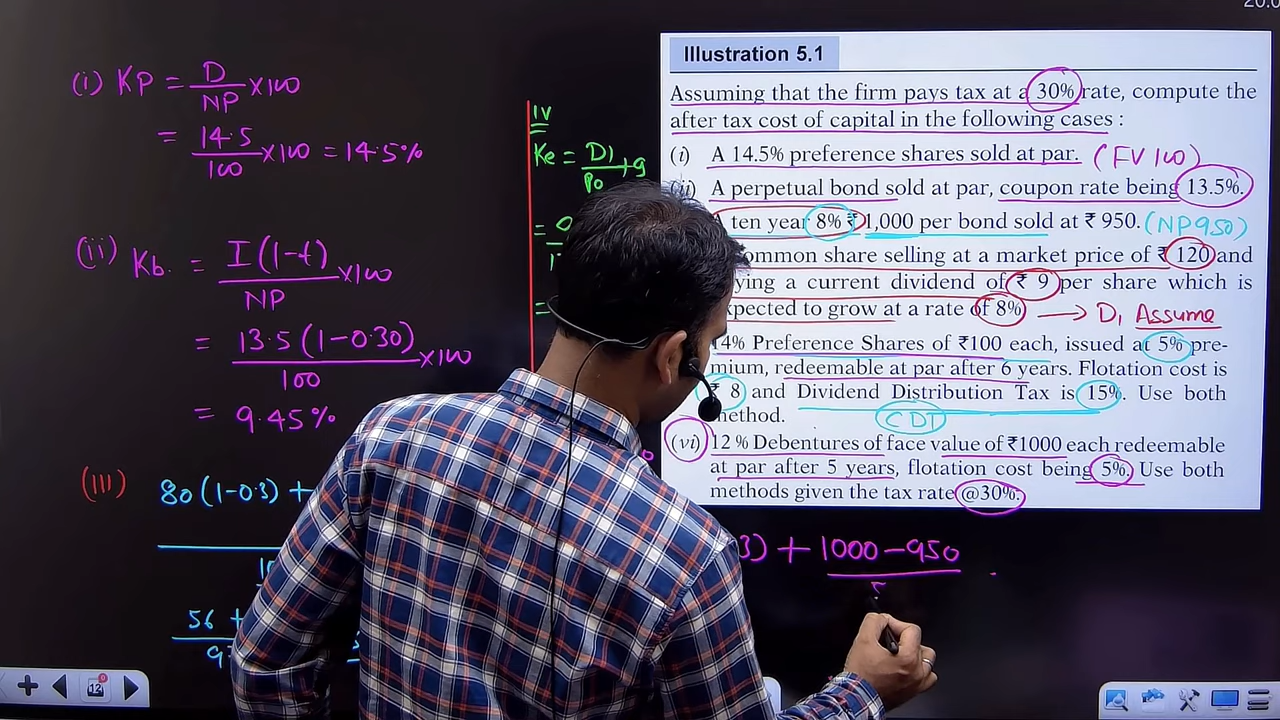 20:0
(i) KP = D/NP ×100
= 14.5/100 ×100 = 14.5%
(ii) Kb. = I(1-t)/NP ×100
= 13.5(1-0.30)/100 ×100
= 9.45%
(III) 80(1-0.3) +
56 +
IV
Ke = D1/P0 + g
=
=
Illustration 5.1
Assuming that the firm pays tax at a 30% rate, compute the
after tax cost of capital in the following cases :
(i) A 14.5% preference shares sold at par. (FV 100)
(ii) A perpetual bond sold at par, coupon rate being 13.5%.
ten year 8% ₹ 1,000 per bond sold at ₹ 950. (NP950)
ommon share selling at a market price of ₹ 120 and
ying a current dividend of ₹ 9 per share which is
xpected to grow at a rate of 8% → D1 Assume
14% Preference Shares of ₹100 each, issued at 5% pre-
mium, redeemable at par after 6 years. Flotation cost is
₹ 8 and Dividend Distribution Tax is 15%. Use both
method. (CDT)
(vi) 12 % Debentures of face value of ₹1000 each redeemable
at par after 5 years, flotation cost being 5%. Use both
methods given the tax rate @30%.
3) + 1000-950
12